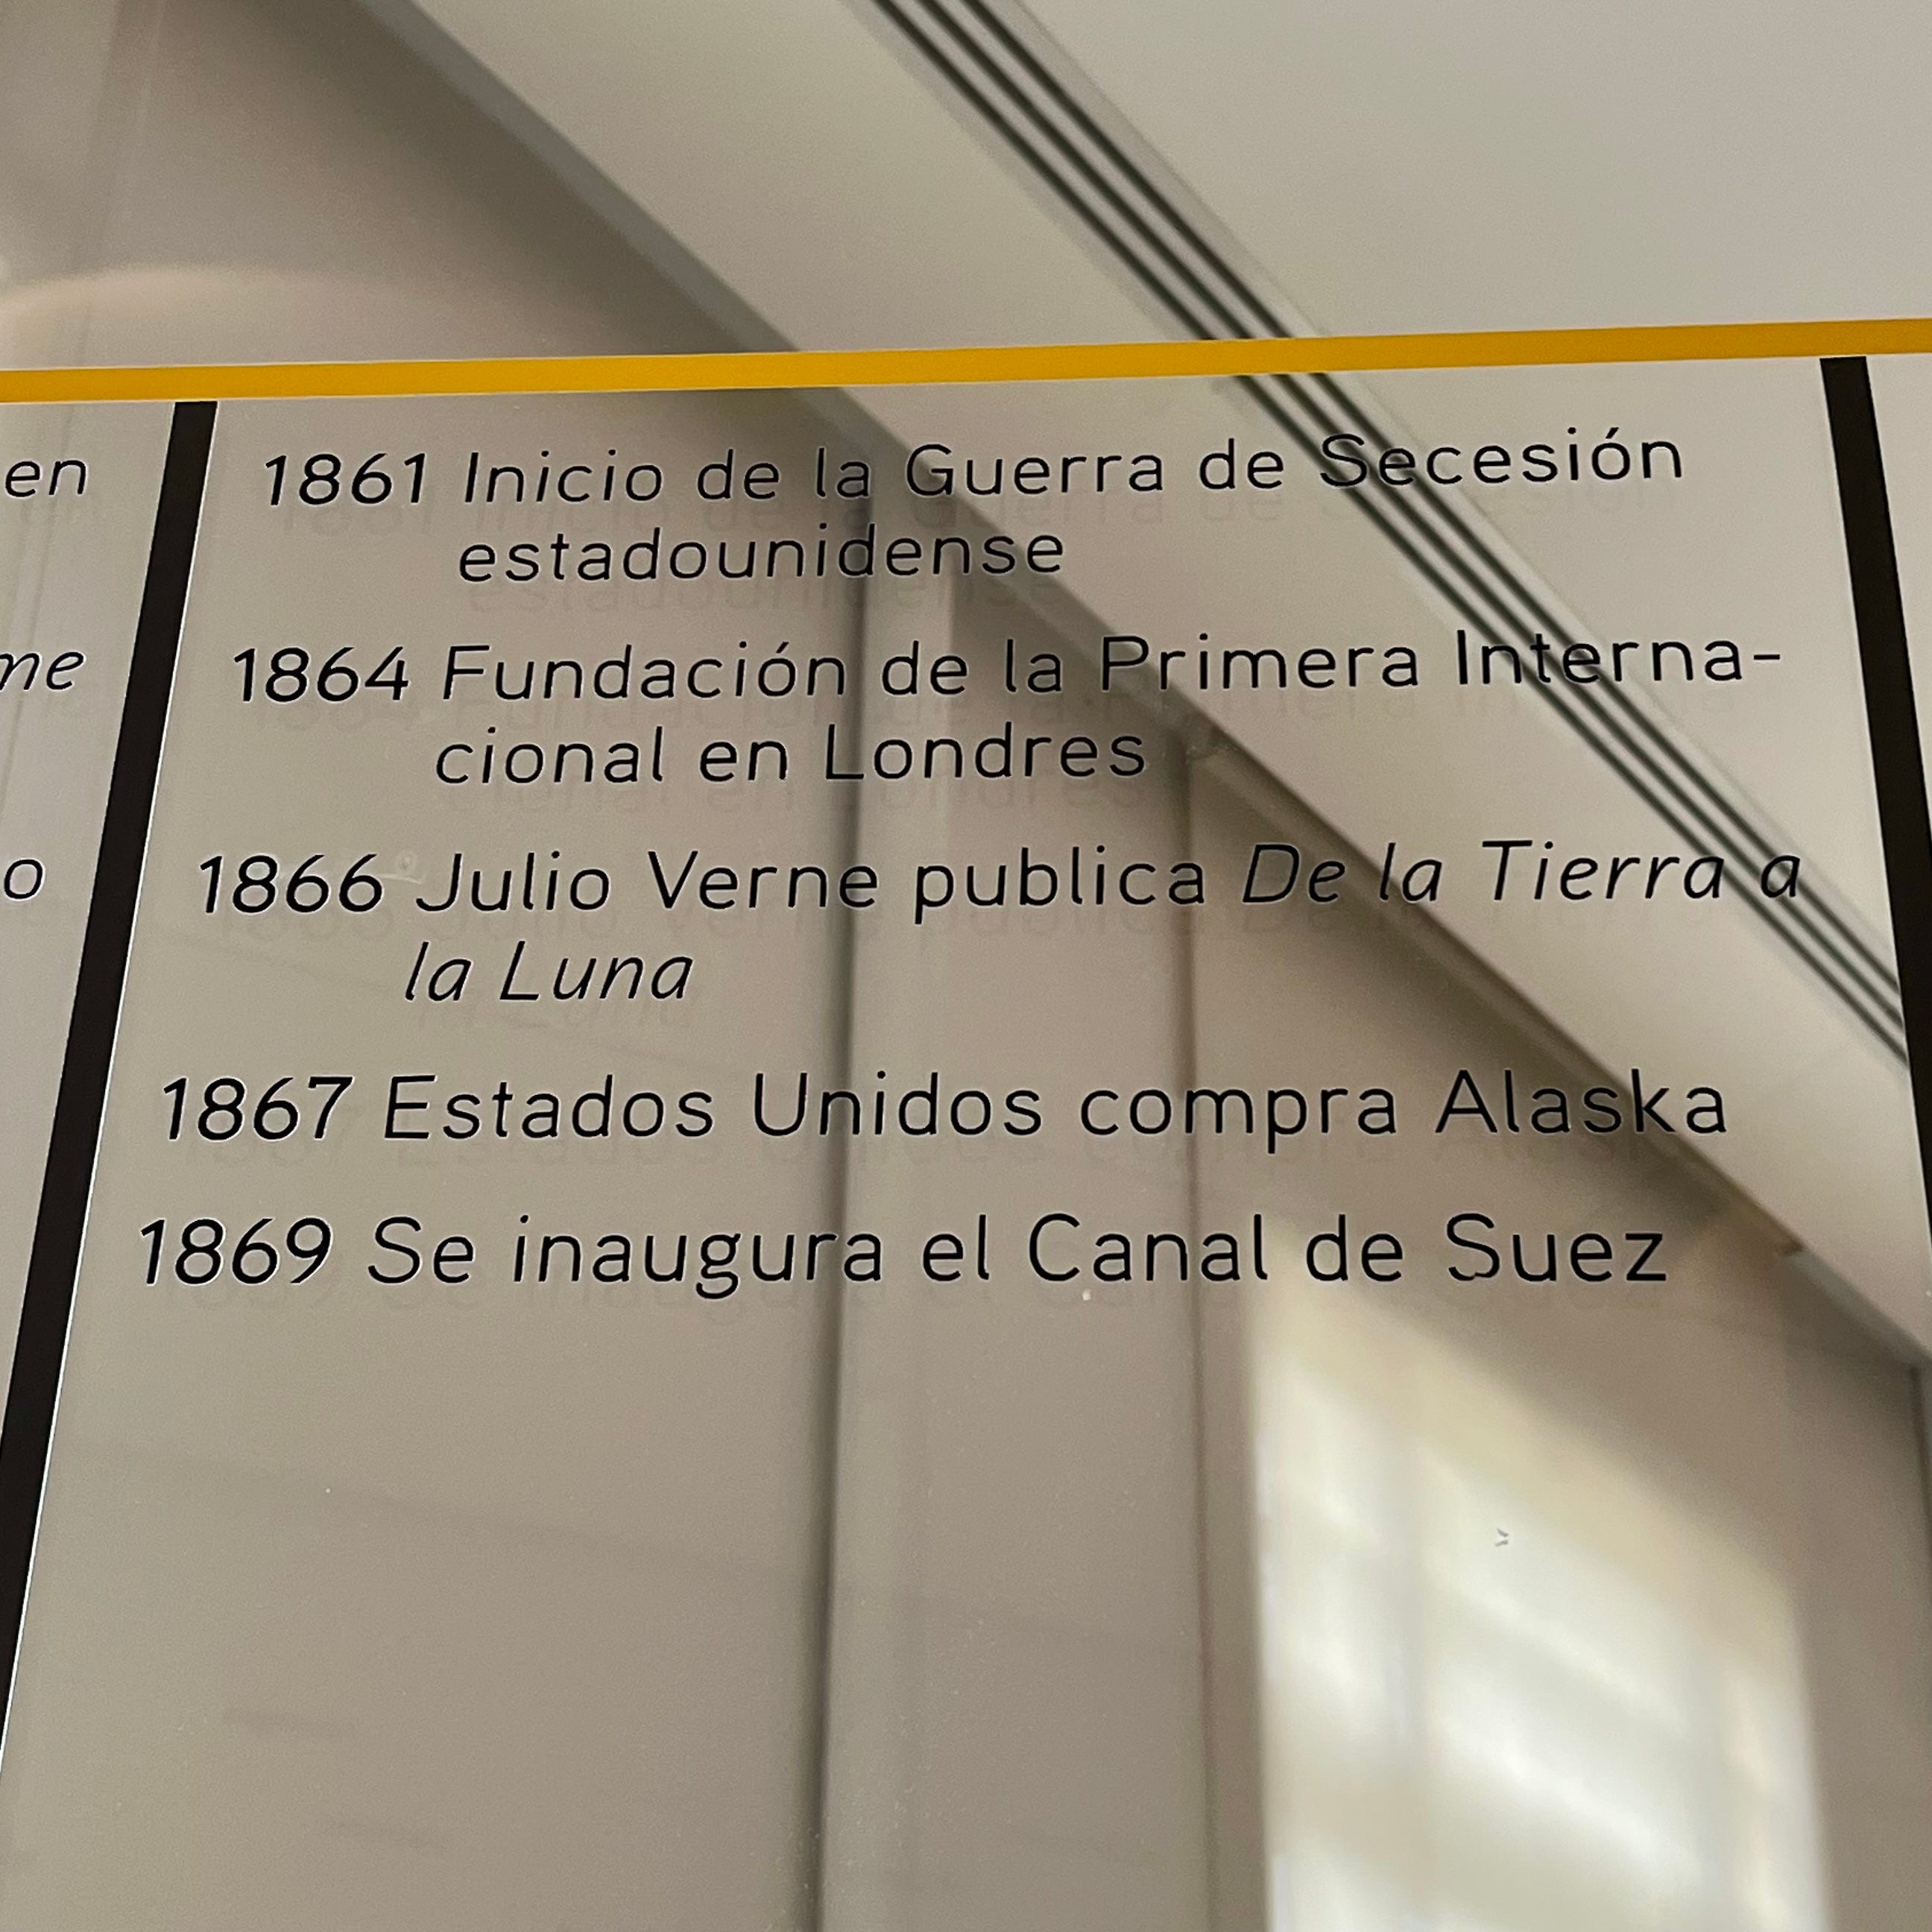 en
ne
o
1861 Inicio de la Guerra de Secesión
estadounidense
1864 Fundación de la Primera Interna-
cional en Londres
1866 Julio Verne publica De la Tierra a
la Luna
1867 Estados Unidos compra Alaska
1869 Se inaugura el Canal de Suez